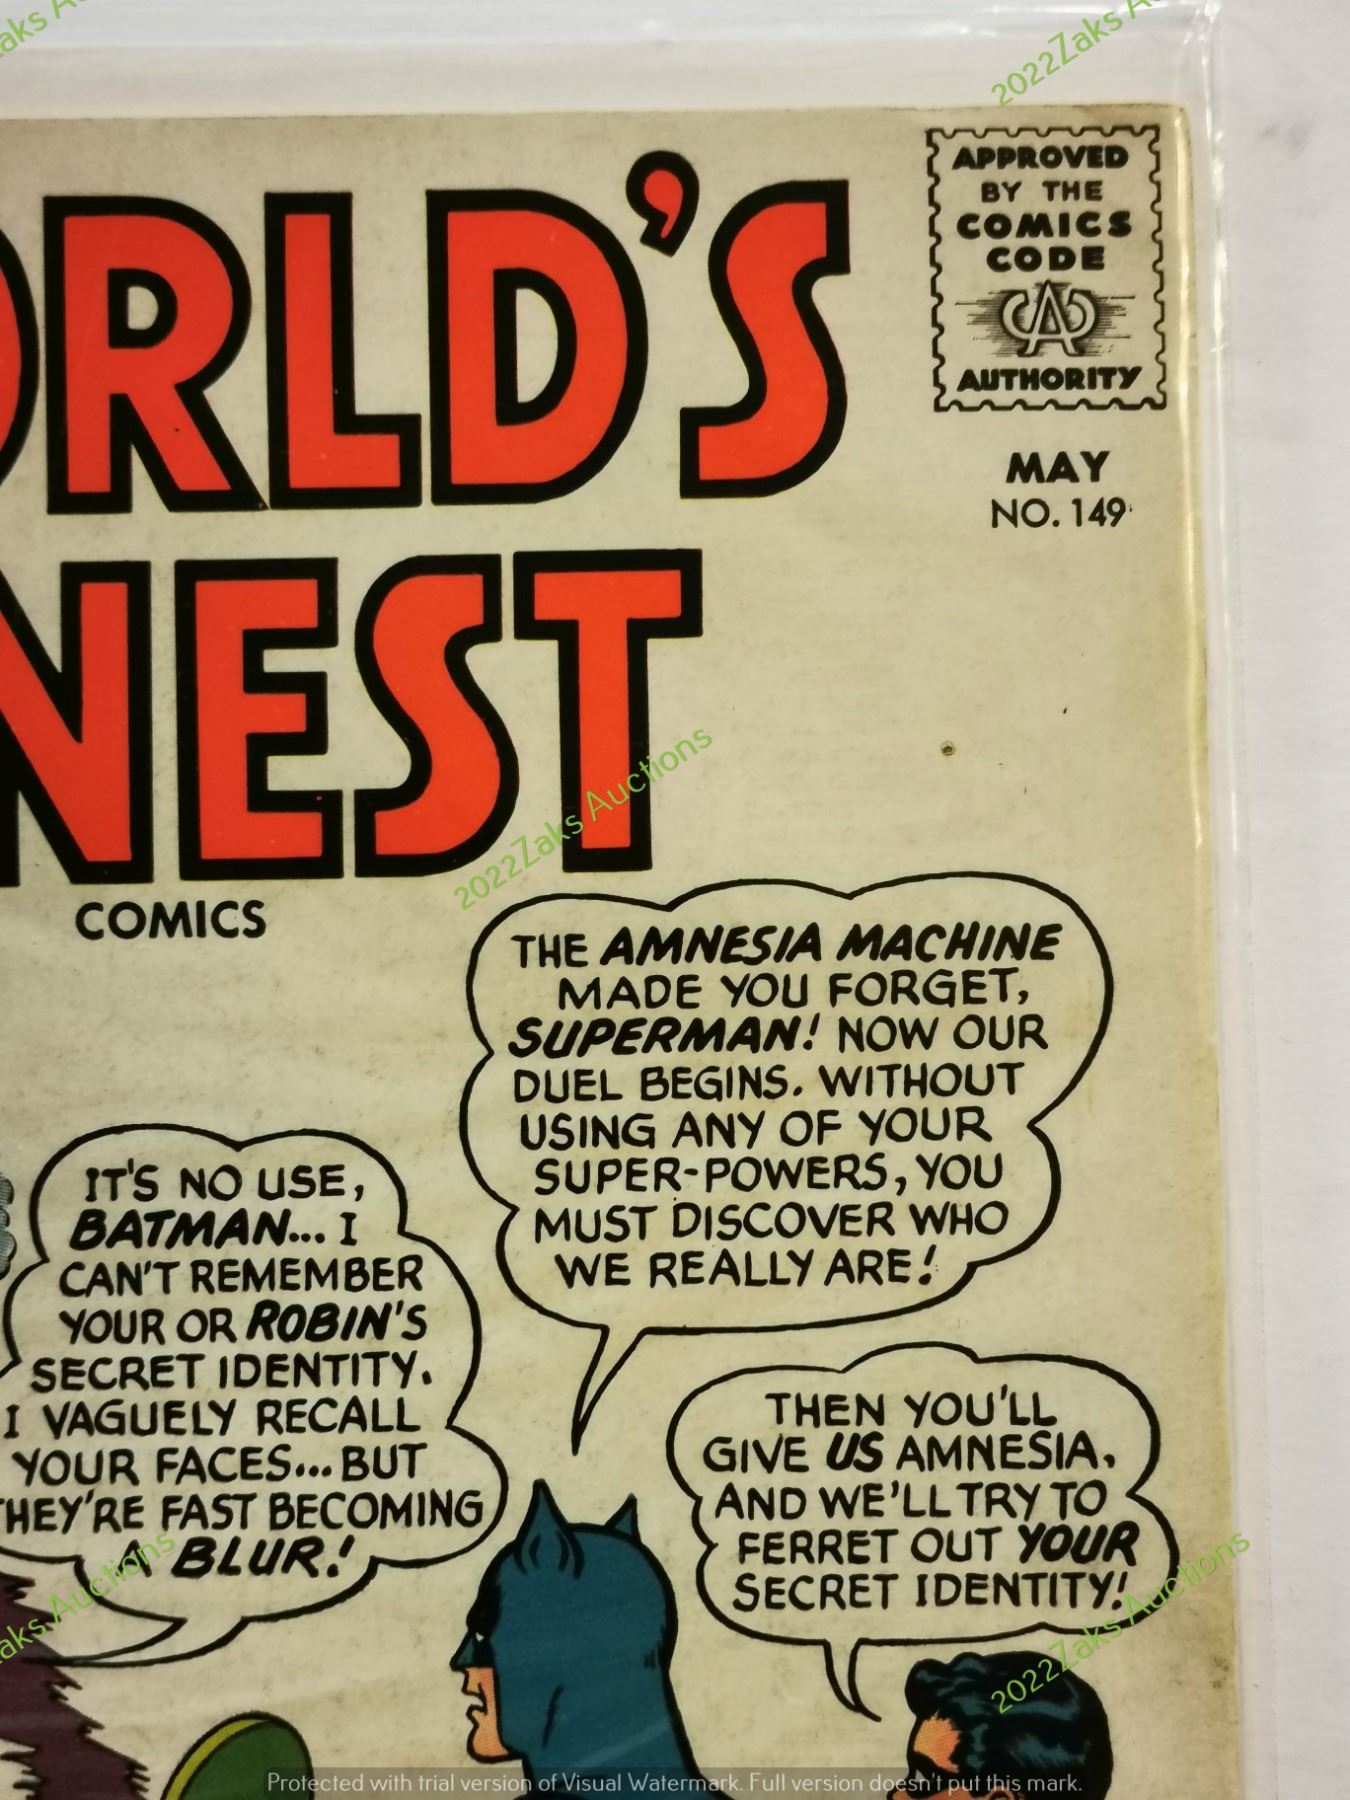 2022Zaks A
aks A
APPROVED
BY THE
COMICS
CODE
CA
AUTHORITY
MAY
NO. 149
ORLD'S
NEST
COMICS
2022Zaks Auctions
THE AMNESIA MACHINE
MADE YOU FORGET,
SUPERMAN! NOW OUR
DUEL BEGINS. WITHOUT
USING ANY OF YOUR
SUPER-POWERS, YOU
MUST DISCOVER WHO
WE REALLY ARE!
IT'S NO USE,
BATMAN... I
CAN'T REMEMBER
YOUR OR ROBIN'S
SECRET IDENTITY.
I VAGUELY RECALL
YOUR FACES... BUT
THEY'RE FAST BECOMING
A BLUR!
THEN YOU'LL
GIVE US AMNESIA,
AND WE'LL TRY TO
FERRET OUT YOUR
SECRET IDENTITY!
aks Auctions
2022Zaks Auctions
Protected with trial version of Visual Watermark. Full version doesn't put this mark.